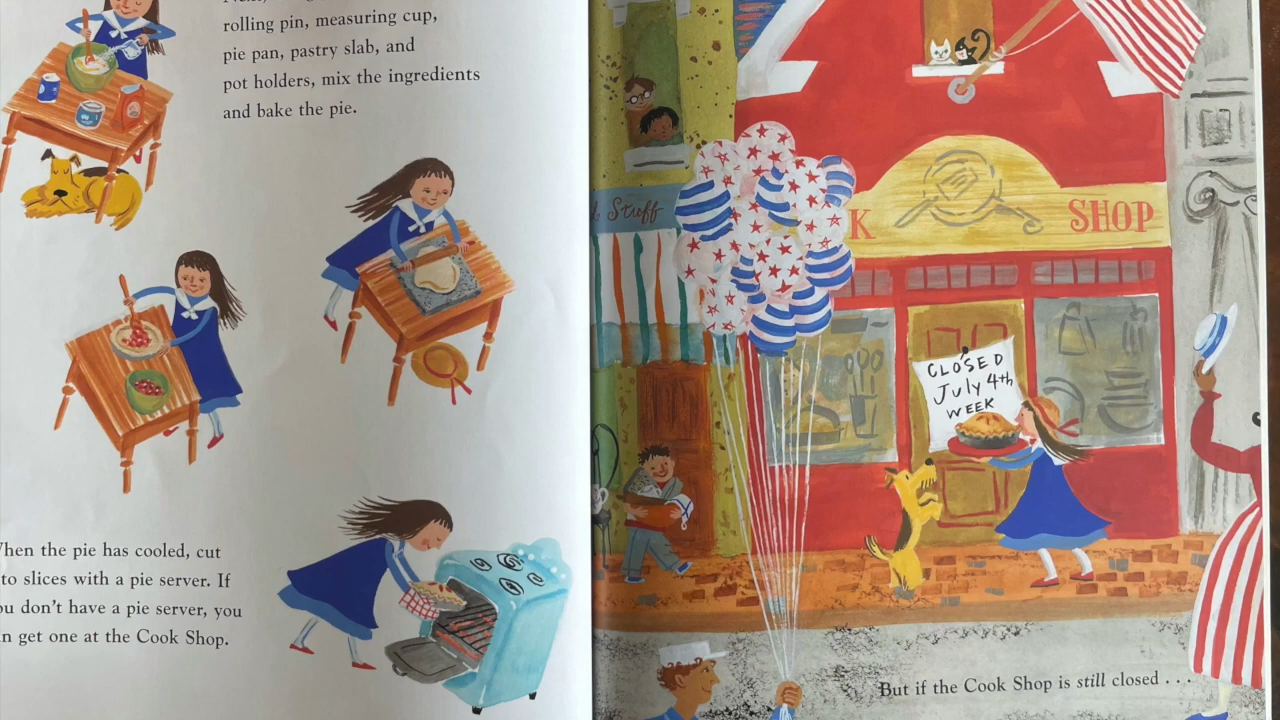 rolling pin, measuring cup,
pie pan, pastry slab, and
pot holders, mix the ingredients
and bake the pie.
hen the pie has cooled, cut
to slices with a pie server. If
u don't have a pie server, you
n get one at the Cook Shop.
Stuff
K SHOP
CLOSED
July 4th
WEEK
But if the Cook Shop is still closed . . .